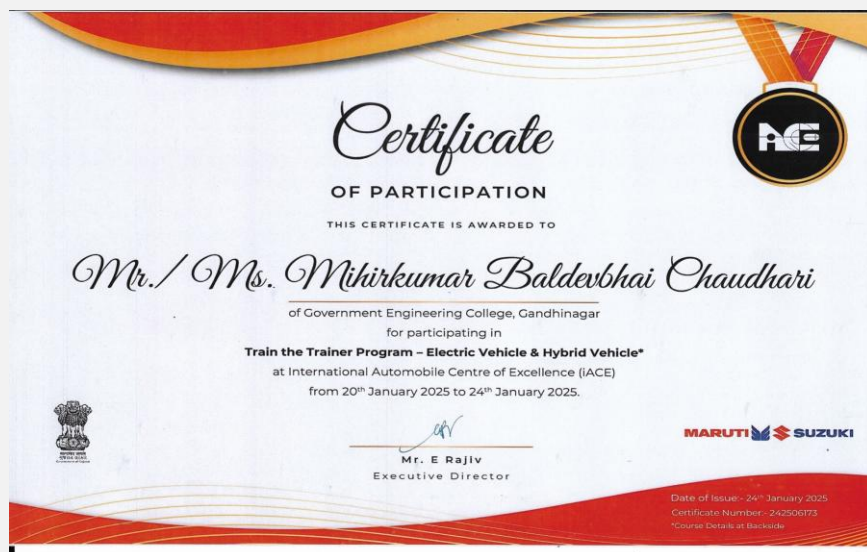 iACE
Certificate
OF PARTICIPATION
THIS CERTIFICATE IS AWARDED TO
Mr./ Ms. Mihirkumar Baldevbhai Chaudhari
of Government Engineering College, Gandhinagar
for participating in
Train the Trainer Program – Electric Vehicle & Hybrid Vehicle*
at International Automobile Centre of Excellence (iACE)
from 20th January 2025 to 24th January 2025.
Mr. E Rajiv
Executive Director
MARUTI SUZUKI
Date of Issue:- 24th January 2025
Certificate Number:- 242506173
*Course Details at Backside